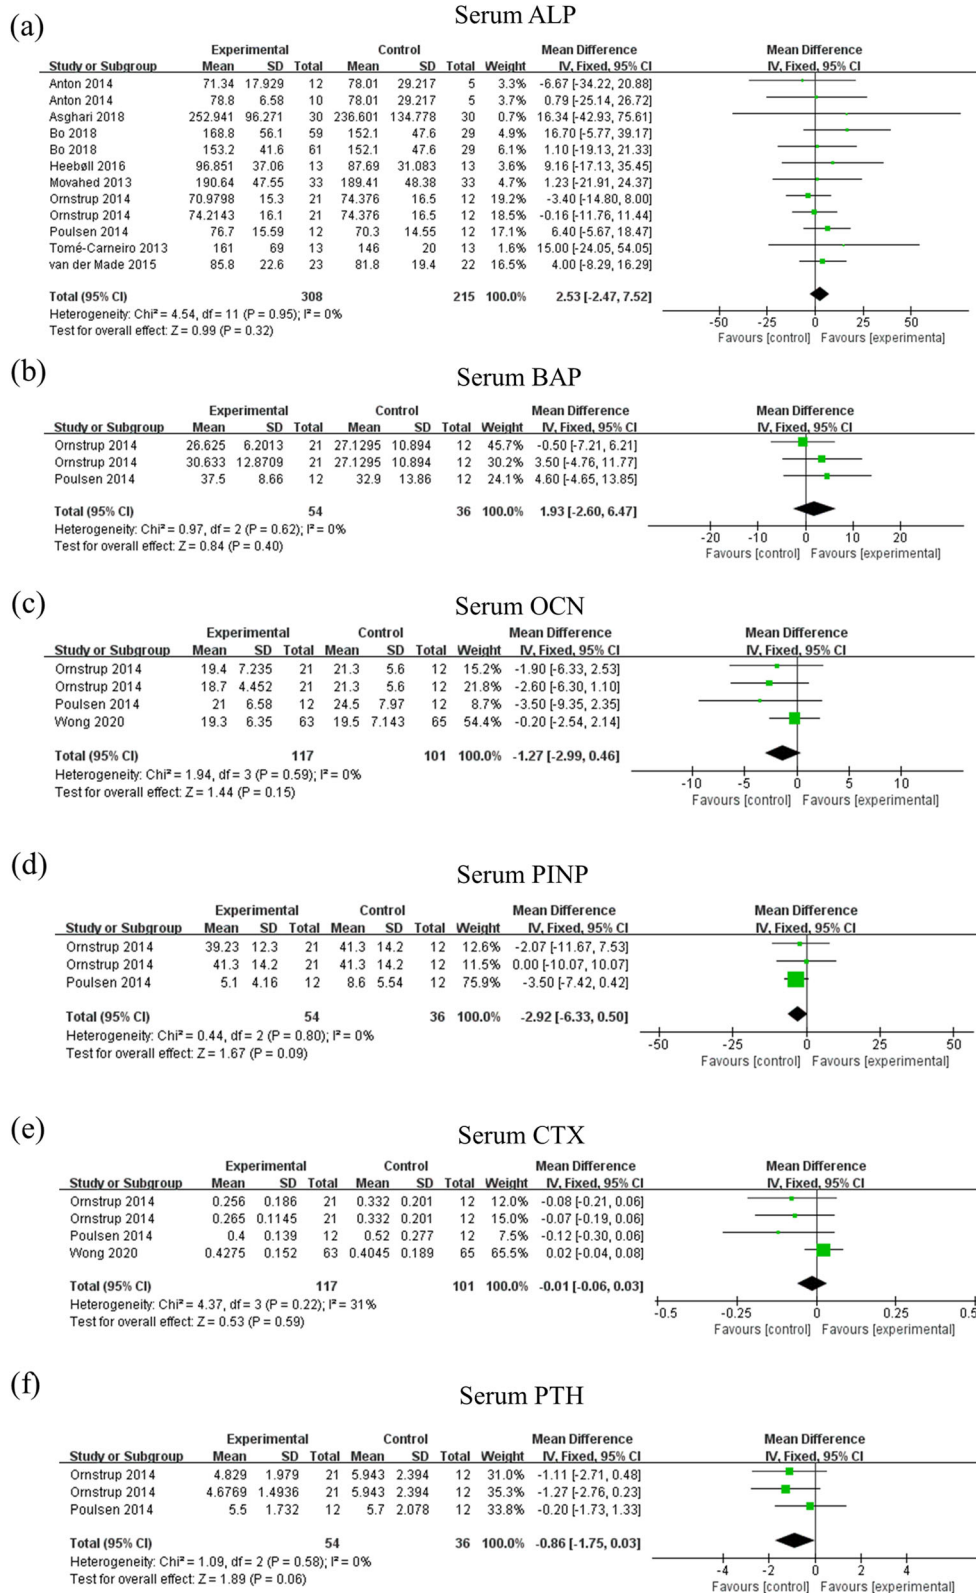 (a)
Serum ALP
Experimental Control Mean Difference Mean Difference
Study or Subgroup Mean SD Total Mean SD Total Weight IV, Fixed, 95% CI IV, Fixed, 95% CI
Anton 2014 71.34 17.929 12 78.01 29.217 5 3.3% -6.67 [-34.22, 20.88]
Anton 2014 78.8 6.58 10 78.01 29.217 5 3.7% 0.79 [-25.14, 26.72]
Asghari 2018 252.941 96.271 30 236.601 134.778 30 0.7% 16.34 [-42.93, 75.61]
Bo 2018 168.8 56.1 59 152.1 47.6 29 4.9% 16.70 [-5.77, 39.17]
Bo 2018 153.2 41.6 61 152.1 47.6 29 6.1% 1.10 [-19.13, 21.33]
Heebøll 2016 96.851 37.06 13 87.69 31.083 13 3.6% 9.16 [-17.13, 35.45]
Movahed 2013 190.64 47.55 33 189.41 48.38 33 4.7% 1.23 [-21.91, 24.37]
Ornstrup 2014 70.9798 15.3 21 74.376 16.5 12 19.2% -3.40 [-14.80, 8.00]
Ornstrup 2014 74.2143 16.1 21 74.376 16.5 12 18.5% -0.16 [-11.76, 11.44]
Poulsen 2014 76.7 15.59 12 70.3 14.55 12 17.1% 6.40 [-5.67, 18.47]
Tomé-Carneiro 2013 161 69 13 146 20 13 1.6% 15.00 [-24.05, 54.05]
van der Made 2015 85.8 22.6 23 81.8 19.4 22 16.5% 4.00 [-8.29, 16.29]
Total (95% CI) 308 215 100.0% 2.53 [-2.47, 7.52]
Heterogeneity: Chi² = 4.54, df = 11 (P = 0.95); I² = 0%
Test for overall effect: Z = 0.99 (P = 0.32)
-50 -25 0 25 50
Favours [control] Favours [experimental]
(b)
Serum BAP
Experimental Control Mean Difference Mean Difference
Study or Subgroup Mean SD Total Mean SD Total Weight IV, Fixed, 95% CI IV, Fixed, 95% CI
Ornstrup 2014 26.625 6.2013 21 27.1295 10.894 12 45.7% -0.50 [-7.21, 6.21]
Ornstrup 2014 30.633 12.8709 21 27.1295 10.894 12 30.2% 3.50 [-4.76, 11.77]
Poulsen 2014 37.5 8.66 12 32.9 13.86 12 24.1% 4.60 [-4.65, 13.85]
Total (95% CI) 54 36 100.0% 1.93 [-2.60, 6.47]
Heterogeneity: Chi² = 0.97, df = 2 (P = 0.62); I² = 0%
Test for overall effect: Z = 0.84 (P = 0.40)
-20 -10 0 10 20
Favours [control] Favours [experimental]
(c)
Serum OCN
Experimental Control Mean Difference Mean Difference
Study or Subgroup Mean SD Total Mean SD Total Weight IV, Fixed, 95% CI IV, Fixed, 95% CI
Ornstrup 2014 19.4 7.235 21 21.3 5.6 12 15.2% -1.90 [-6.33, 2.53]
Ornstrup 2014 18.7 4.452 21 21.3 5.6 12 21.8% -2.60 [-6.30, 1.10]
Poulsen 2014 21 6.58 12 24.5 7.97 12 8.7% -3.50 [-9.35, 2.35]
Wong 2020 19.3 6.35 63 19.5 7.143 65 54.4% -0.20 [-2.54, 2.14]
Total (95% CI) 117 101 100.0% -1.27 [-2.99, 0.46]
Heterogeneity: Chi² = 1.94, df = 3 (P = 0.59); I² = 0%
Test for overall effect: Z = 1.44 (P = 0.15)
-10 -5 0 5 10
Favours [control] Favours [experimental]
(d)
Serum PINP
Experimental Control Mean Difference Mean Difference
Study or Subgroup Mean SD Total Mean SD Total Weight IV, Fixed, 95% CI IV, Fixed, 95% CI
Ornstrup 2014 39.23 12.3 21 41.3 14.2 12 12.6% -2.07 [-11.67, 7.53]
Ornstrup 2014 41.3 14.2 21 41.3 14.2 12 11.5% 0.00 [-10.07, 10.07]
Poulsen 2014 5.1 4.16 12 8.6 5.54 12 75.9% -3.50 [-7.42, 0.42]
Total (95% CI) 54 36 100.0% -2.92 [-6.33, 0.50]
Heterogeneity: Chi² = 0.44, df = 2 (P = 0.80); I² = 0%
Test for overall effect: Z = 1.67 (P = 0.09)
-50 -25 0 25 50
Favours [control] Favours [experimental]
(e)
Serum CTX
Experimental Control Mean Difference Mean Difference
Study or Subgroup Mean SD Total Mean SD Total Weight IV, Fixed, 95% CI IV, Fixed, 95% CI
Ornstrup 2014 0.256 0.186 21 0.332 0.201 12 12.0% -0.08 [-0.21, 0.06]
Ornstrup 2014 0.265 0.1145 21 0.332 0.201 12 15.0% -0.07 [-0.19, 0.06]
Poulsen 2014 0.4 0.139 12 0.52 0.277 12 7.5% -0.12 [-0.30, 0.06]
Wong 2020 0.4275 0.152 63 0.4045 0.189 65 65.5% 0.02 [-0.04, 0.08]
Total (95% CI) 117 101 100.0% -0.01 [-0.06, 0.03]
Heterogeneity: Chi² = 4.37, df = 3 (P = 0.22); I² = 31%
Test for overall effect: Z = 0.53 (P = 0.59)
-0.5 -0.25 0 0.25 0.5
Favours [control] Favours [experimental]
(f)
Serum PTH
Experimental Control Mean Difference Mean Difference
Study or Subgroup Mean SD Total Mean SD Total Weight IV, Fixed, 95% CI IV, Fixed, 95% CI
Ornstrup 2014 4.829 1.979 21 5.943 2.394 12 31.0% -1.11 [-2.71, 0.48]
Ornstrup 2014 4.6769 1.4936 21 5.943 2.394 12 35.3% -1.27 [-2.76, 0.23]
Poulsen 2014 5.5 1.732 12 5.7 2.078 12 33.8% -0.20 [-1.73, 1.33]
Total (95% CI) 54 36 100.0% -0.86 [-1.75, 0.03]
Heterogeneity: Chi² = 1.09, df = 2 (P = 0.58); I² = 0%
Test for overall effect: Z = 1.89 (P = 0.06)
-4 -2 0 2 4
Favours [control] Favours [experimental]